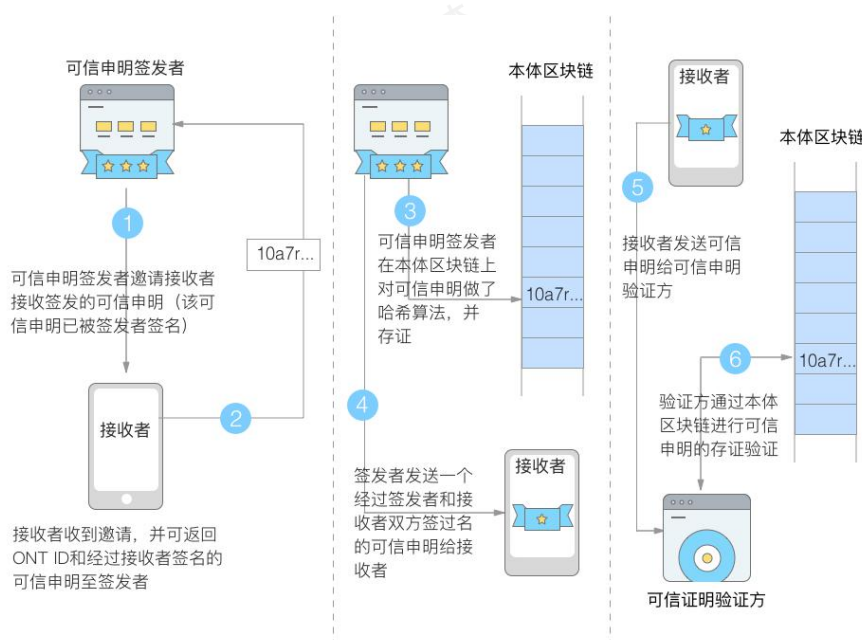 可信申明签发者
1
10a7r...
可信申明签发者邀请接收者
接收签发的可信申明（该可
信申明已被签发者签名）
2
接收者
接收者收到邀请，并可返回
ONT ID和经过接收者签名的
可信申明至签发者
本体区块链
3
可信申明签发者
在本体区块链上
对可信申明做了
哈希算法，并
存证
10a7r...
4
签发者发送一个
经过签发者和接
收者双方签过名
的可信申明给接
收者
接收者
接收者
本体区块链
5
接收者发送可信
申明给可信申明
验证方
6
10a7r...
验证方通过本体
区块链进行可信
申明的存证验证
可信证明验证方